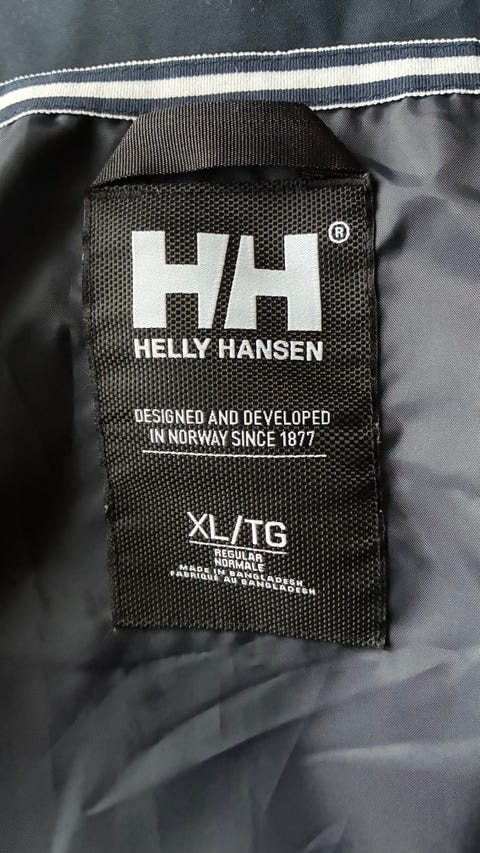 HH®
HELLY HANSEN
DESIGNED AND DEVELOPED
IN NORWAY SINCE 1877
XL/TG
REGULAR
NORMALE
MADE IN BANGLADESH
FABRIQUÉ AU BANGLADESH